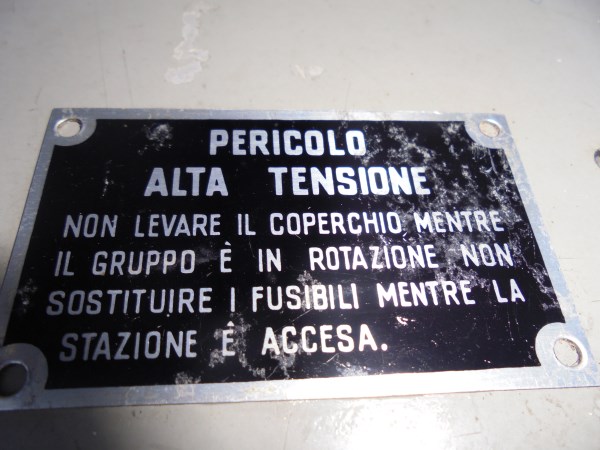 PERICOLO
ALTA TENSIONE
NON LEVARE IL COPERCHIO MENTRE
IL GRUPPO È IN ROTAZIONE NON
SOSTITUIRE I FUSIBILI MENTRE LA
STAZIONE È ACCESA.